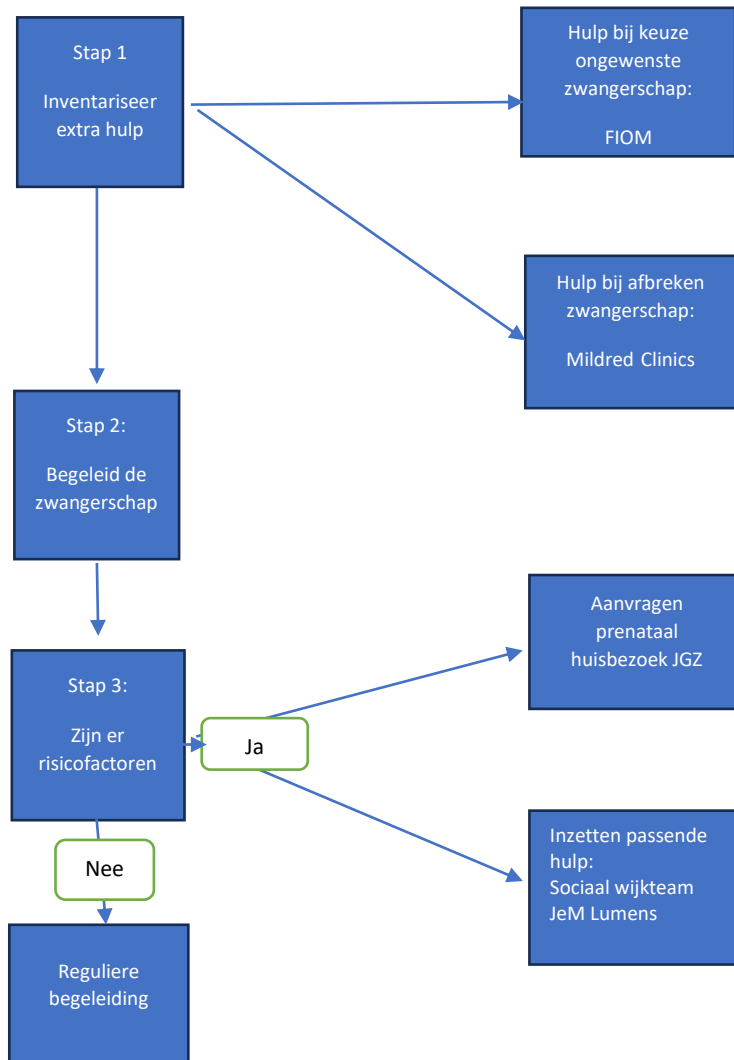 Stap 1
Inventariseer
extra hulp
Hulp bij keuze
ongewenste
zwangerschap:
FIOM
Hulp bij afbreken
zwangerschap:
Mildred Clinics
Stap 2:
Begeleid de
zwangerschap
Stap 3:
Zijn er
risicofactoren
Ja
Aanvragen
prenataal
huisbezoek JGZ
Inzetten passende
hulp:
Sociaal wijkteam
JeM Lumens
Nee
Reguliere
begeleiding